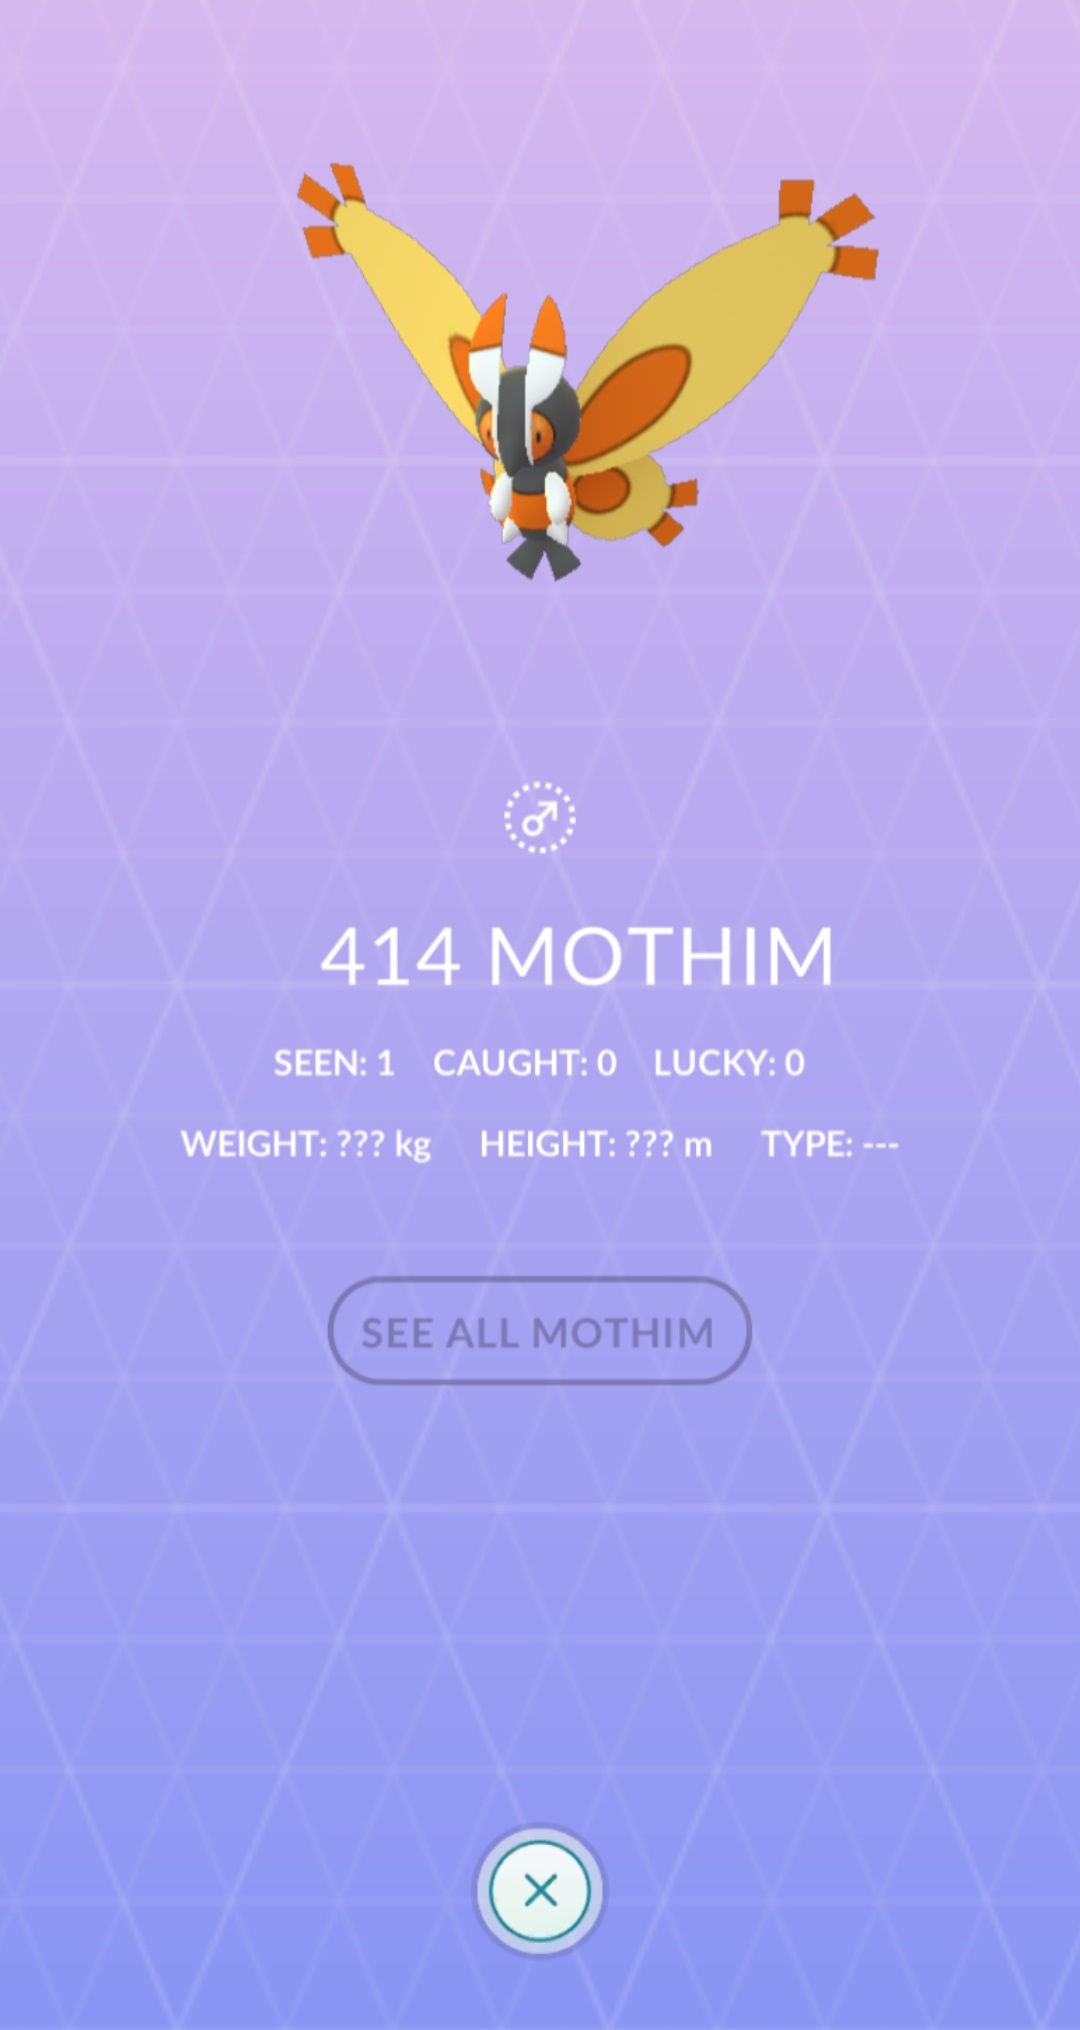 414 MOTHIM
SEEN: 1 CAUGHT: 0 LUCKY: 0
WEIGHT: ??? kg HEIGHT: ??? m TYPE: ---
SEE ALL MOTHIM